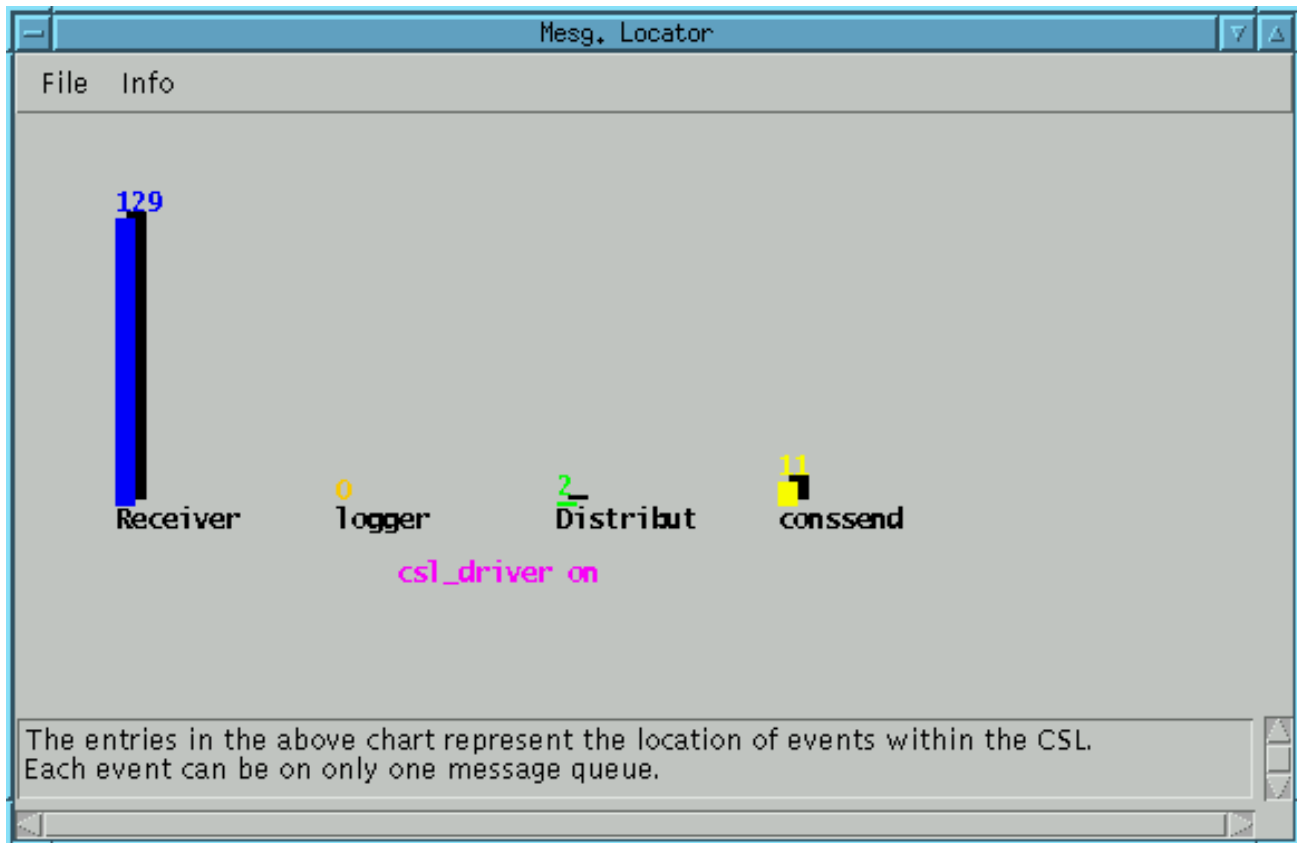 Mesg. Locator
File Info
129
0
2
11
Receiver logger Distribut conssend
csl_driver on
The entries in the above chart represent the location of events within the CSL.
Each event can be on only one message queue.